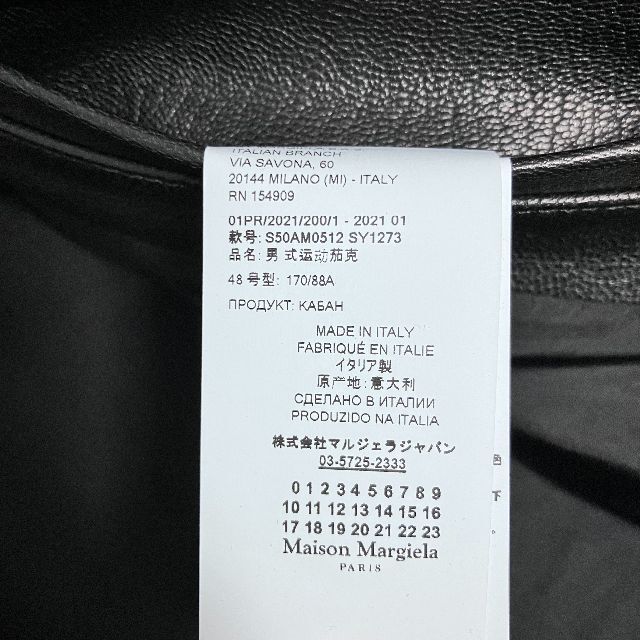 ITALIAN BRANCH
VIA SAVONA, 60
20144 MILANO (MI) - ITALY
RN 154909
01PR/2021/200/1 - 2021 01
款号: S50AM0512 SY1273
品名: 男 式运动茄克
48 号型: 170/88A
ПРОДУКТ: КАБАН
MADE IN ITALY
FABRIQUÉ EN ITALIE
イタリア製
原产地: 意大利
СДЕЛАНО В ИТАЛИИ
PRODUZIDO NA ITALIA
株式会社マルジェラジャパン
03-5725-2333
0 1 2 3 4 5 6 7 8 9
10 11 12 13 14 15 16
17 18 19 20 21 22 23
Maison Margiela
PARIS
色
下
。